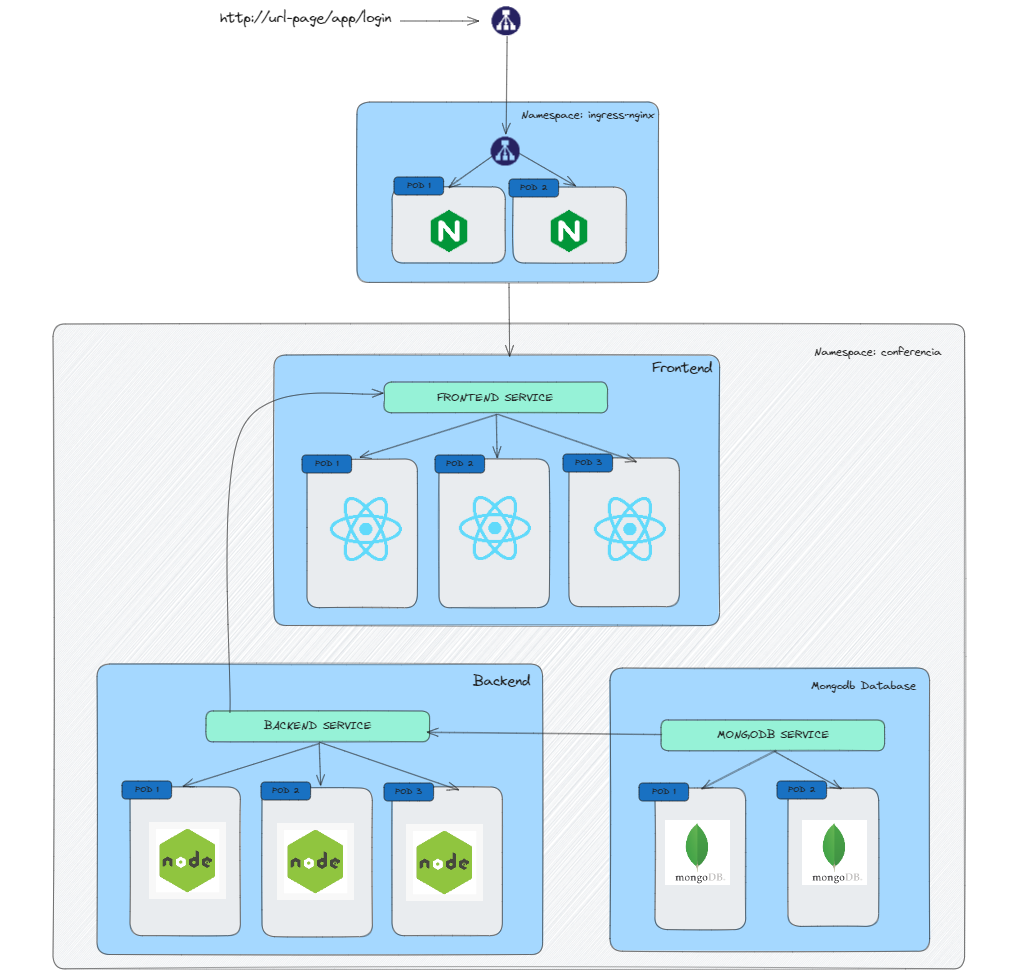 http://url-page/app/login
Namespace: ingress-nginx
POD 1
POD 2
N
N
Namespace: conferencia
Frontend
FRONTEND SERVICE
POD 1
POD 2
POD 3
Backend
BACKEND SERVICE
POD 1
POD 2
POD 3
node
node
node
Mongodb Database
MONGODB SERVICE
POD 1
POD 2
mongoDB.
mongoDB.